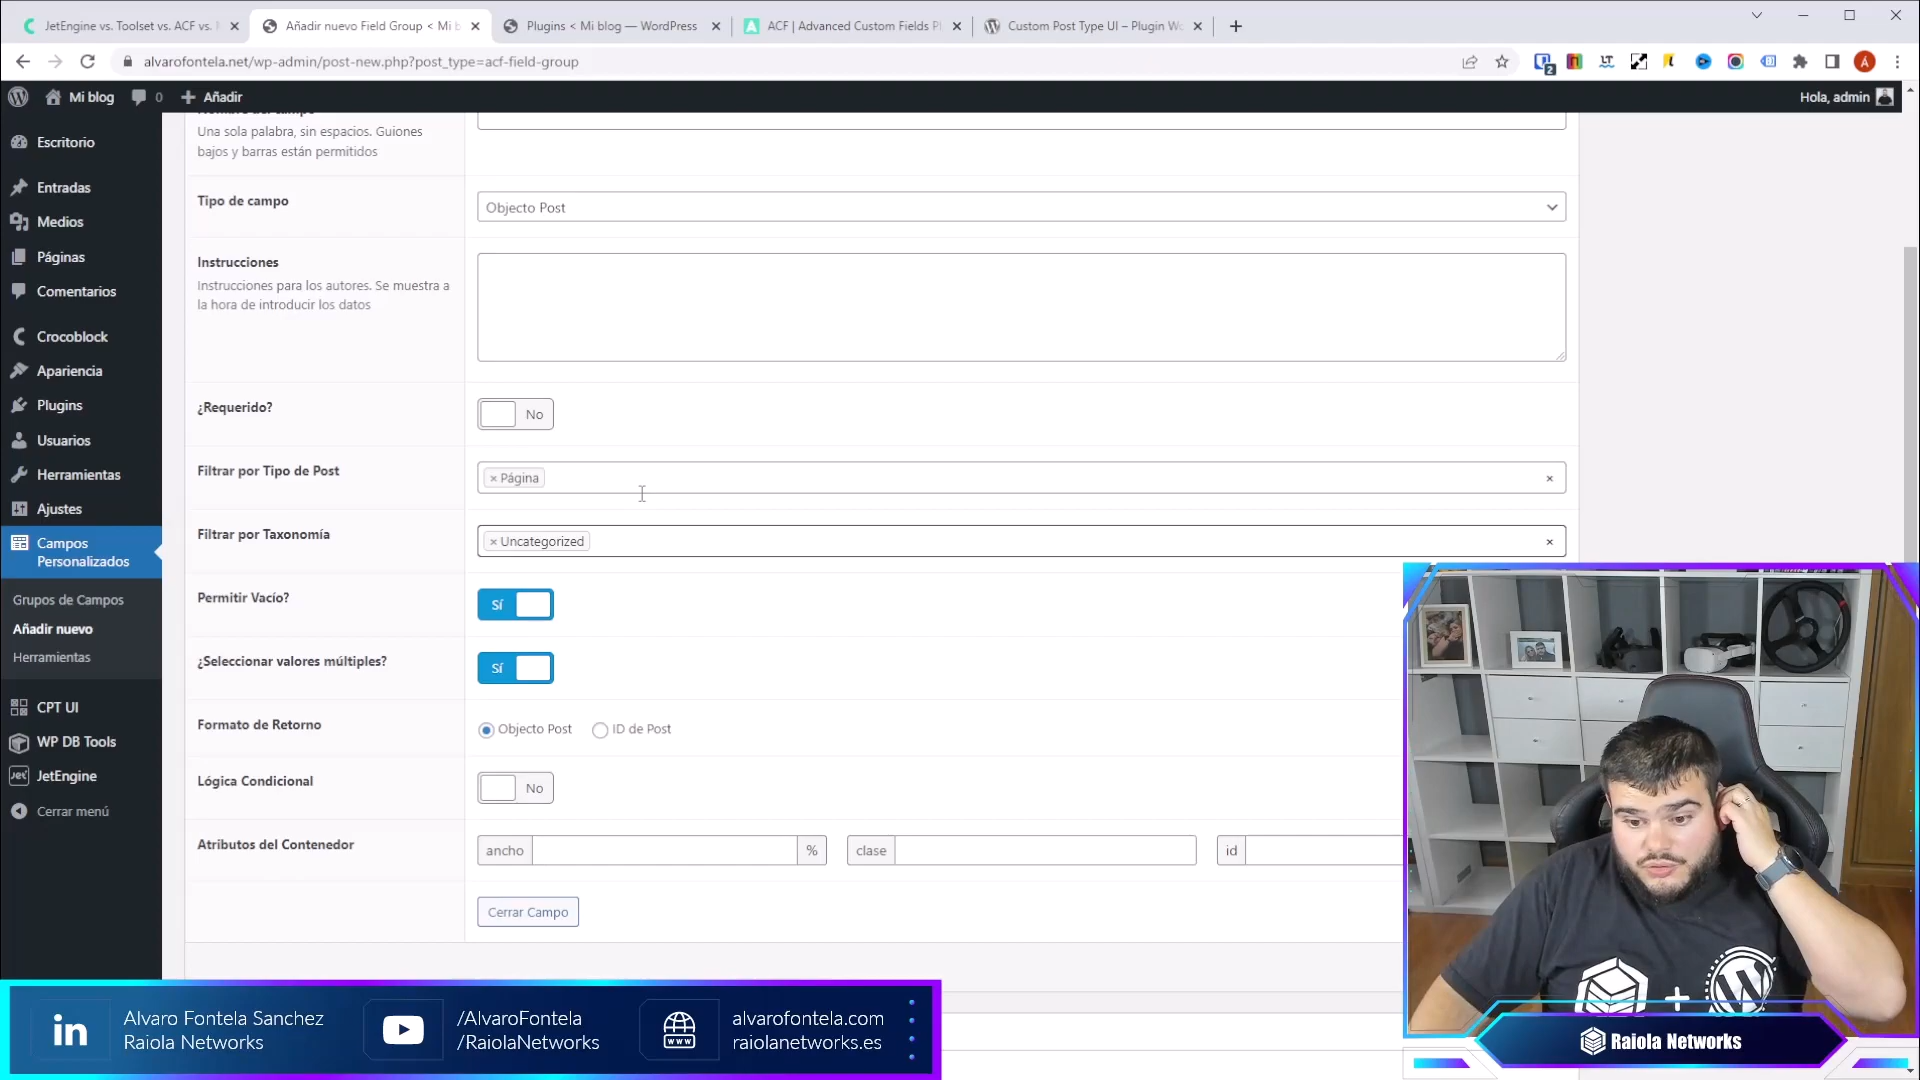 JetEngine vs. Toolset vs. ACF vs.
Añadir nuevo Field Group < Mi b
Plugins < Mi blog — WordPress
ACF | Advanced Custom Fields P
Custom Post Type UI – Plugin Wo
alvarofontela.net/wp-admin/post-new.php?post_type=acf-field-group
Mi blog
0
Añadir
Hola, admin
Escritorio
Entradas
Medios
Páginas
Comentarios
Crocoblock
Apariencia
Plugins
Usuarios
Herramientas
Ajustes
Campos
Personalizados
Grupos de Campos
Añadir nuevo
Herramientas
CPT UI
WP DB Tools
JetEngine
Cerrar menú
Una sola palabra, sin espacios. Guiones
bajos y barras están permitidos
Tipo de campo
Objecto Post
Instrucciones
Instrucciones para los autores. Se muestra a
la hora de introducir los datos
¿Requerido?
No
Filtrar por Tipo de Post
× Página
×
Filtrar por Taxonomía
× Uncategorized
×
Permitir Vacío?
Sí
¿Seleccionar valores múltiples?
Sí
Formato de Retorno
Objecto Post
ID de Post
Lógica Condicional
No
Atributos del Contenedor
ancho
%
clase
id
Cerrar Campo
in
Alvaro Fontela Sanchez
Raiola Networks
/AlvaroFontela
/RaiolaNetworks
www
alvarofontela.com
raiolanetworks.es
Raiola Networks